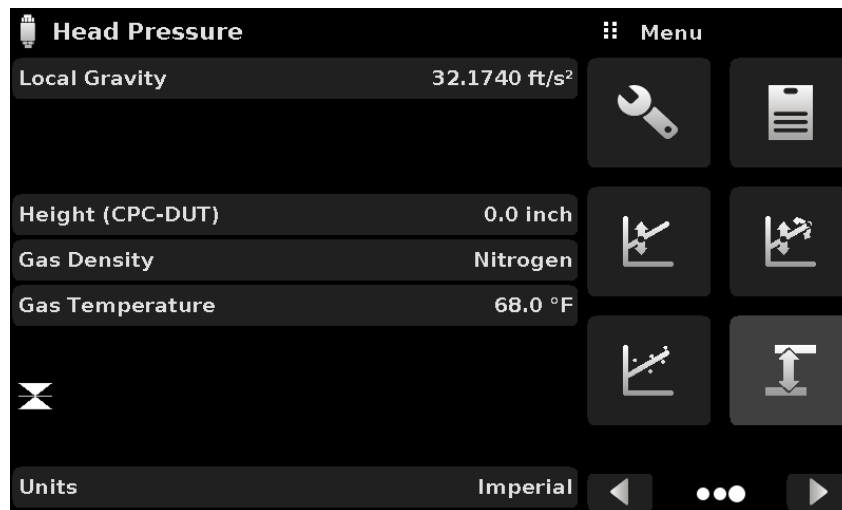 Head Pressure
Menu
Local Gravity 32.1740 ft/s²
Height (CPC-DUT) 0.0 inch
Gas Density Nitrogen
Gas Temperature 68.0 °F
Units Imperial